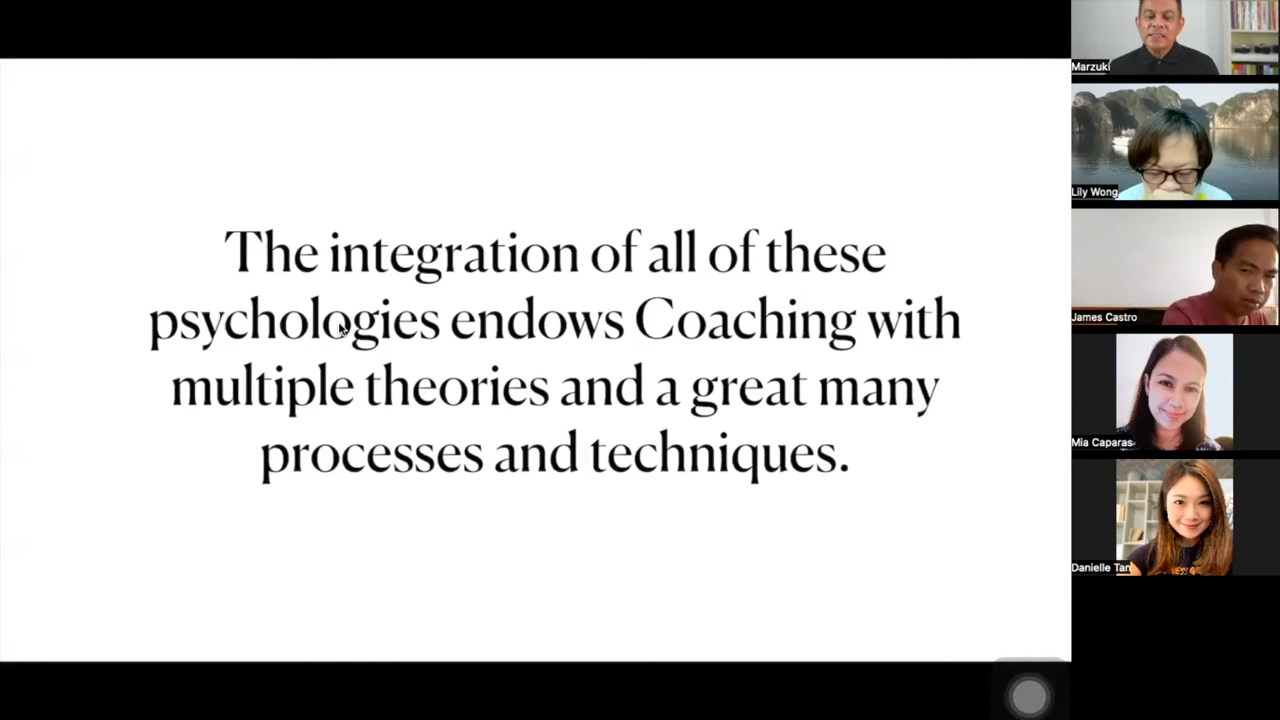 The integration of all of these
psychologies endows Coaching with
multiple theories and a great many
processes and techniques.
Marzuki
Lily Wong
James Castro
Mia Caparas
Danielle Tan